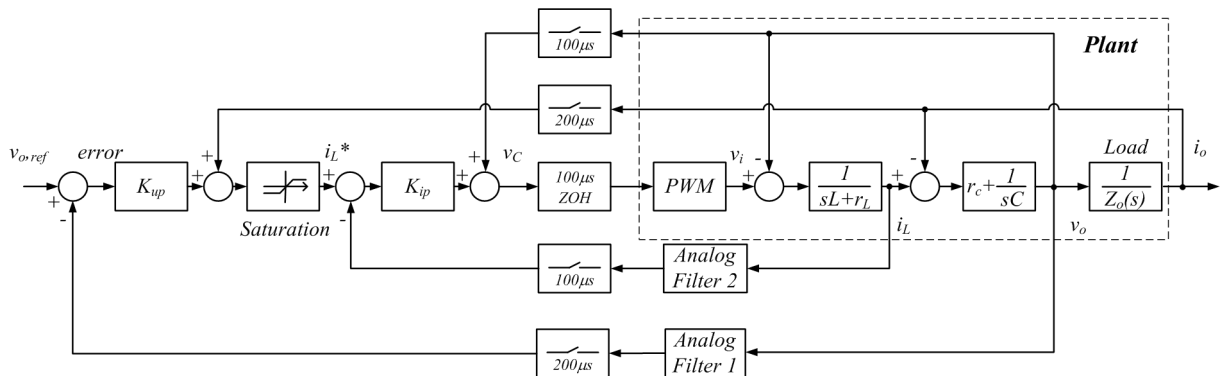 100μs
Plant
200μs
v_o,ref
error
K_up
+
+
i_L*
Saturation
+
-
K_ip
+
+
v_C
100μs
ZOH
PWM
v_i
+
-
1
sL+r_L
i_L
+
-
r_c+
1
sC
v_o
Load
1
Z_o(s)
i_o
+
-
100μs
Analog
Filter 2
200μs
Analog
Filter 1